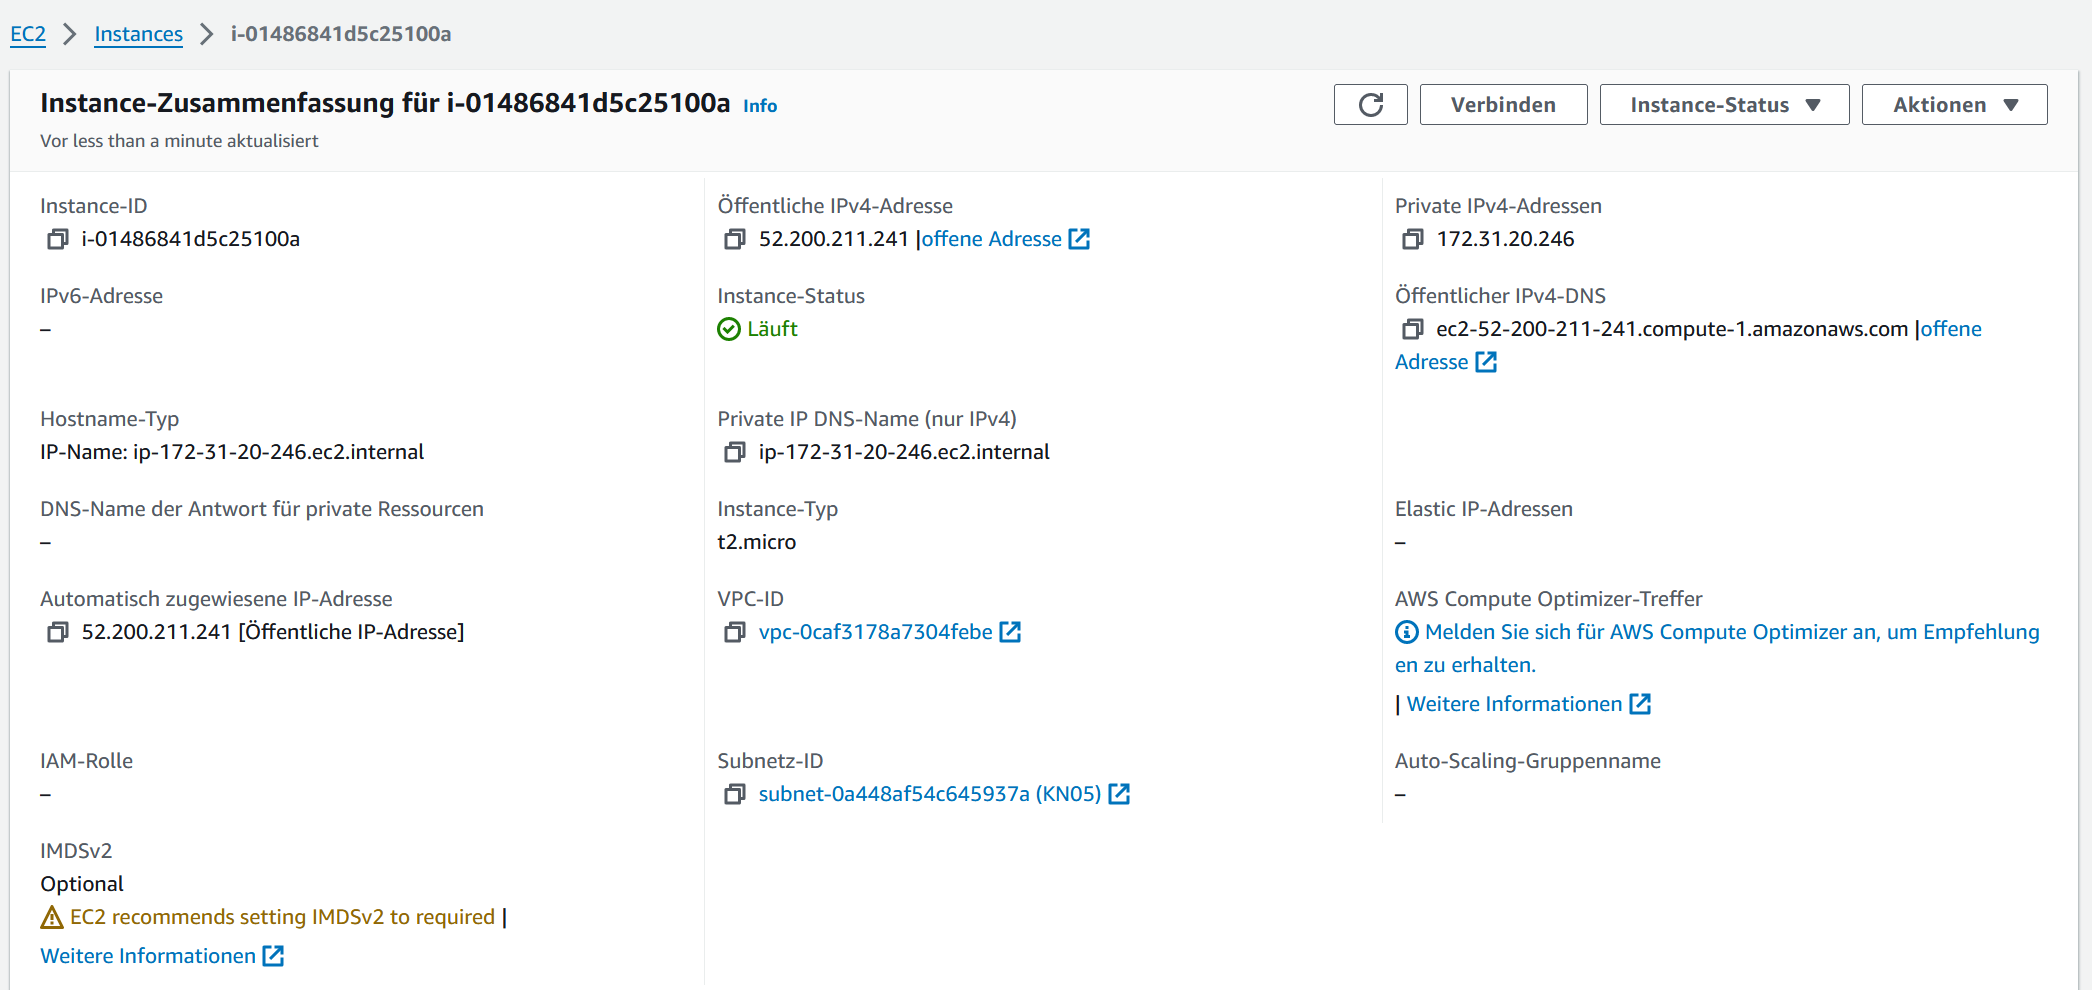 EC2 > Instances > i-01486841d5c25100a
Instance-Zusammenfassung für i-01486841d5c25100a Info
Vor less than a minute aktualisiert
Verbinden
Instance-Status
Aktionen
Instance-ID
i-01486841d5c25100a
Öffentliche IPv4-Adresse
52.200.211.241 |offene Adresse
Private IPv4-Adressen
172.31.20.246
IPv6-Adresse
–
Instance-Status
Läuft
Öffentlicher IPv4-DNS
ec2-52-200-211-241.compute-1.amazonaws.com |offene
Adresse
Hostname-Typ
IP-Name: ip-172-31-20-246.ec2.internal
Private IP DNS-Name (nur IPv4)
ip-172-31-20-246.ec2.internal
DNS-Name der Antwort für private Ressourcen
–
Instance-Typ
t2.micro
Elastic IP-Adressen
–
Automatisch zugewiesene IP-Adresse
52.200.211.241 [Öffentliche IP-Adresse]
VPC-ID
vpc-0caf3178a7304febe
AWS Compute Optimizer-Treffer
Melden Sie sich für AWS Compute Optimizer an, um Empfehlung
en zu erhalten.
| Weitere Informationen
IAM-Rolle
–
Subnetz-ID
subnet-0a448af54c645937a (KN05)
Auto-Scaling-Gruppenname
–
IMDSv2
Optional
EC2 recommends setting IMDSv2 to required |
Weitere Informationen